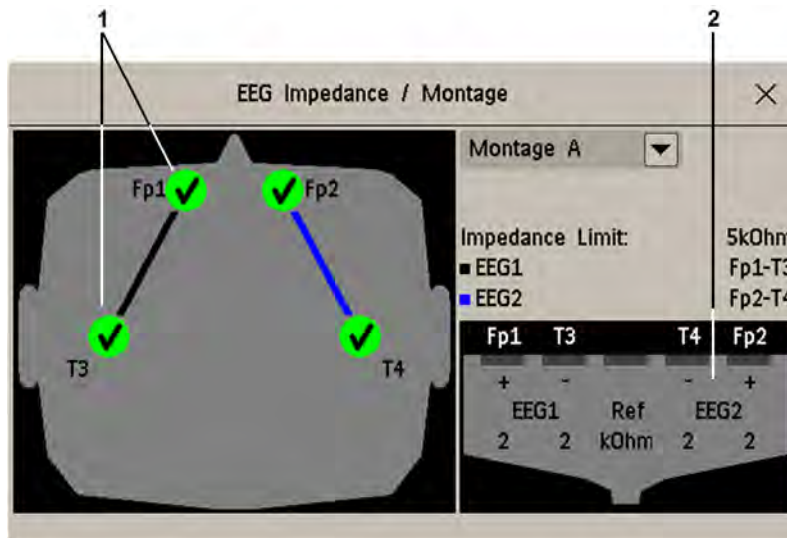 1 2
EEG Impedance / Montage
Fp1 Fp2
T3 T4
Montage A
Impedance Limit: 5kOhm
EEG1 Fp1-T3
EEG2 Fp2-T4
Fp1 T3 T4 Fp2
+ - - +
EEG1 Ref EEG2
2 2 kOhm 2 2